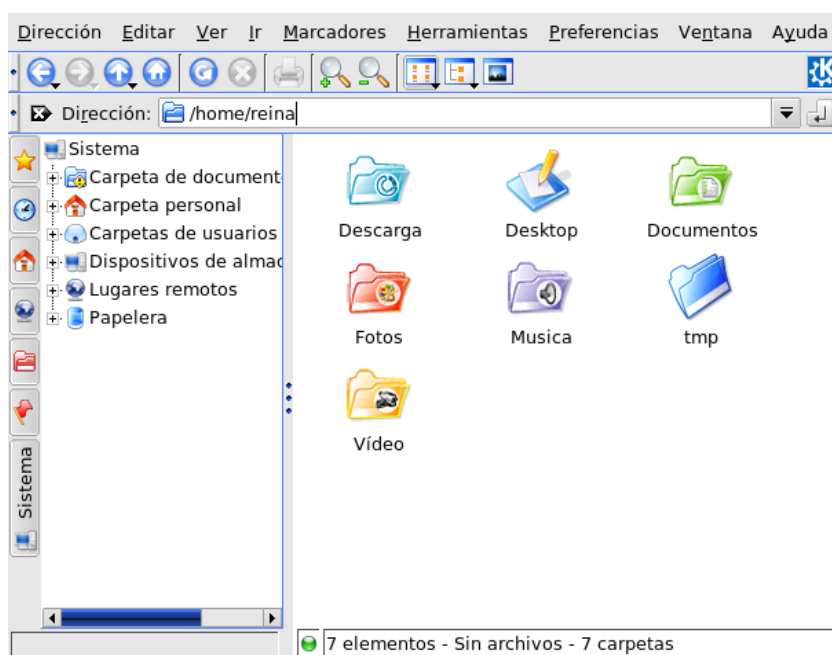 Dirección Editar Ver Ir Marcadores Herramientas Preferencias Ventana Ayuda
Dirección: /home/reina
Sistema
Carpeta de document
Carpeta personal
Carpetas de usuarios
Dispositivos de almac
Lugares remotos
Papelera
Sistema
Descarga Desktop Documentos
Fotos Musica tmp
Vídeo
7 elementos - Sin archivos - 7 carpetas